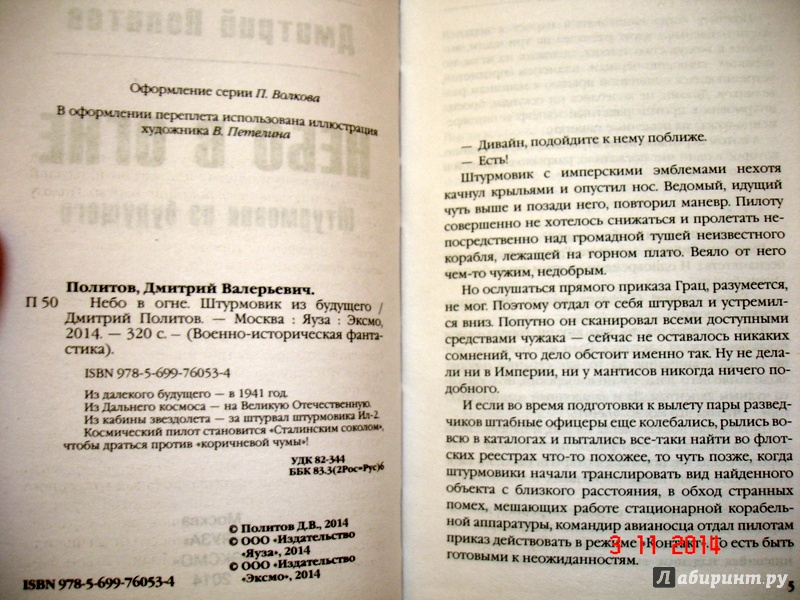 Оформление серии П. Волкова
В оформлении переплета использована иллюстрация
художника В. Петелина
Политов, Дмитрий Валерьевич.
П 50 Небо в огне. Штурмовик из будущего /
Дмитрий Политов. — Москва : Яуза : Эксмо,
2014. — 320 с. — (Военно-историческая фанта-
стика).
ISBN 978-5-699-76053-4
Из далекого будущего — в 1941 год.
Из Дальнего космоса — на Великую Отечественную.
Из кабины звездолета — за штурвал штурмовика Ил-2.
Космический пилот становится «Сталинским соколом»,
чтобы драться против «коричневой чумы»!
УДК 82-344
ББК 83.3(2Рос=Рус)6
© Политов Д.В., 2014
© ООО «Издательство
«Яуза», 2014
© ООО «Издательство
«Эксмо», 2014
ISBN 978-5-699-76053-4
— Дивайн, подойдите к нему поближе.
— Есть!
Штурмовик с имперскими эмблемами нехотя
качнул крыльями и опустил нос. Ведомый, идущий
чуть выше и позади него, повторил маневр. Пилоту
совершенно не хотелось снижаться и пролетать не-
посредственно над громадной тушей неизвестного
корабля, лежащей на горном плато. Веяло от него
чем-то чужим, недобрым.
Но ослушаться прямого приказа Грац, разумеется,
не мог. Поэтому отдал от себя штурвал и устремил-
ся вниз. Попутно он сканировал всеми доступными
средствами чужака — сейчас не оставалось никаких
сомнений, что дело обстоит именно так. Ну не дела-
ли ни в Империи, ни у мантисов никогда ничего по-
добного.
И если во время подготовки к вылету пары развед-
чиков штабные офицеры еще колебались, рылись во-
всю в каталогах и пытались все-таки найти во флот-
ских реестрах что-то похожее, то чуть позже, когда
штурмовики начали транслировать вид найденного
объекта с близкого расстояния, в обход странных
помех, мешающих работе стационарной корабель-
ной аппаратуры, командир авианосца отдал пилотам
приказ действовать в режиме «Контакт». То есть быть
готовыми к неожиданностям.
3 11 2014
5
Лабиринт.ру